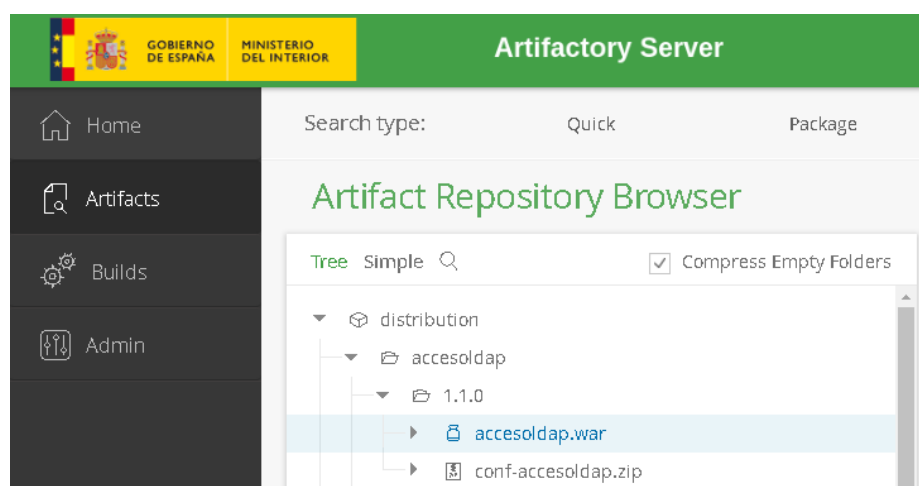 GOBIERNO
DE ESPAÑA
MINISTERIO
DEL INTERIOR
Artifactory Server
Home
Artifacts
Builds
Admin
Search type: Quick Package
Artifact Repository Browser
Tree Simple Compress Empty Folders
distribution
accesoldap
1.1.0
accesoldap.war
conf-accesoldap.zip